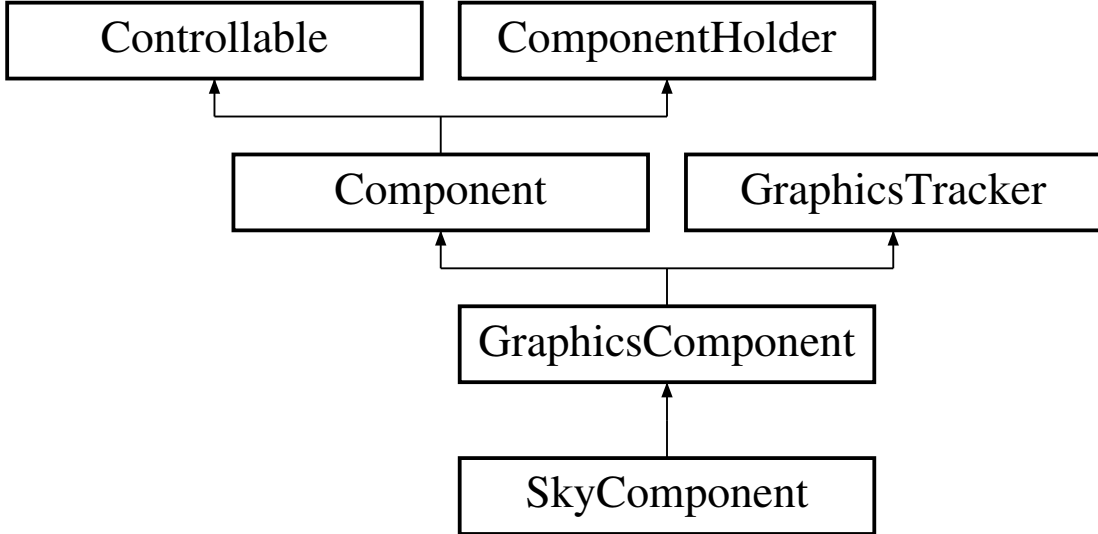 Controllable
ComponentHolder
Component
GraphicsTracker
GraphicsComponent
SkyComponent